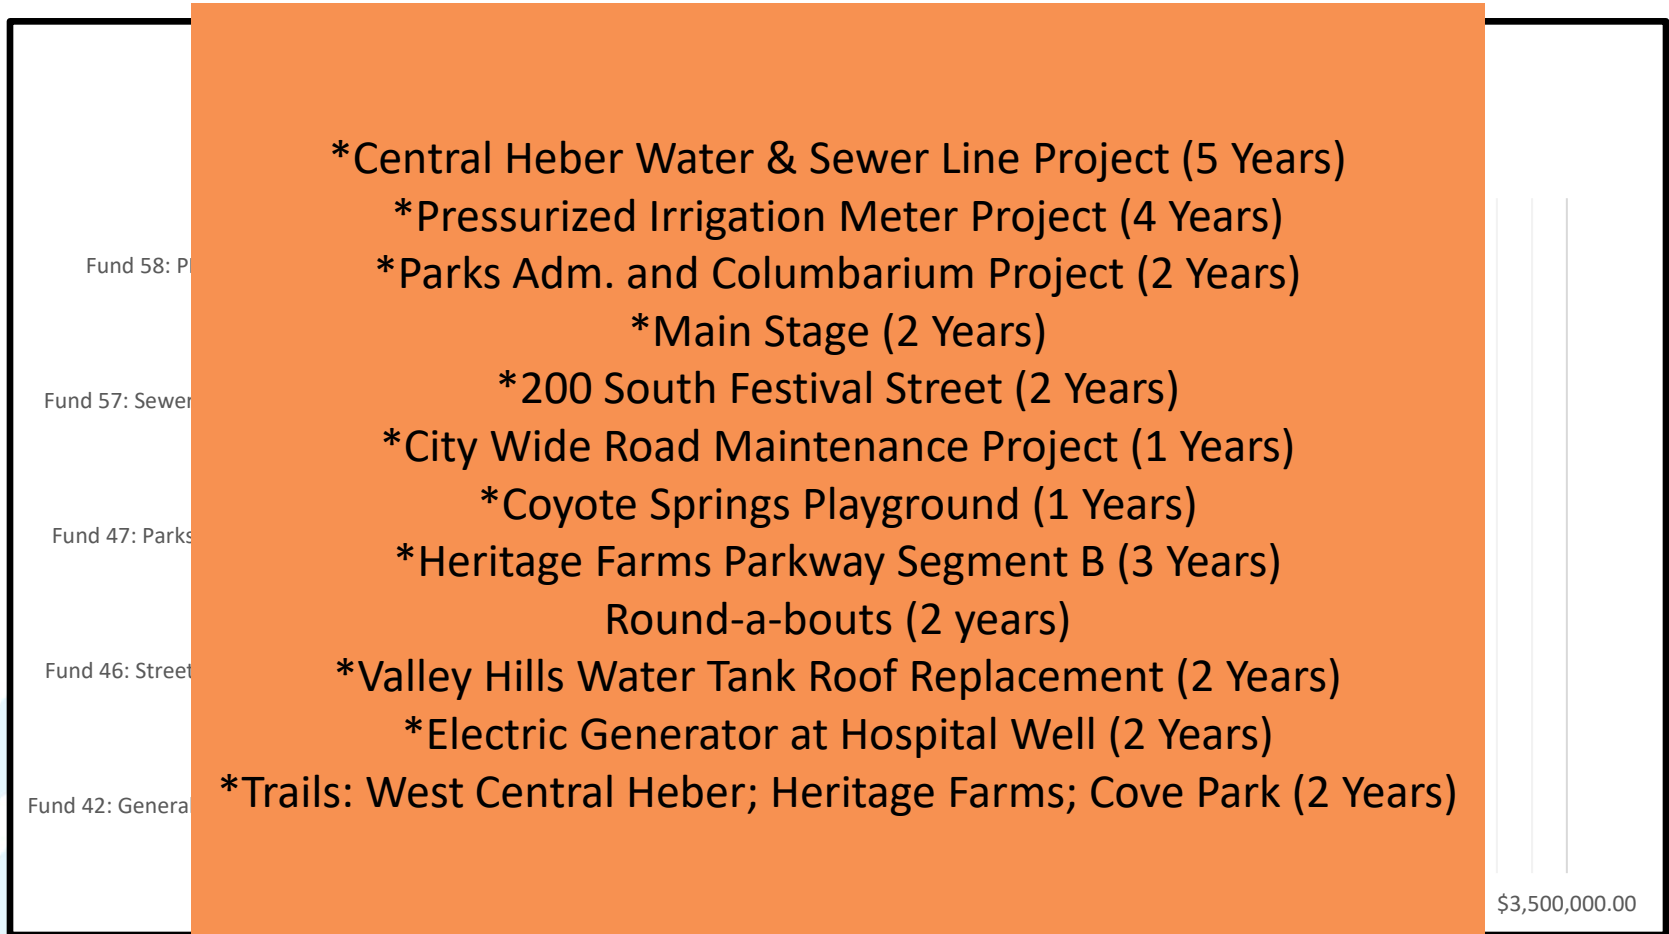 *Central Heber Water & Sewer Line Project (5 Years)
*Pressurized Irrigation Meter Project (4 Years)
*Parks Adm. and Columbarium Project (2 Years)
*Main Stage (2 Years)
*200 South Festival Street (2 Years)
*City Wide Road Maintenance Project (1 Years)
*Coyote Springs Playground (1 Years)
*Heritage Farms Parkway Segment B (3 Years)
Round-a-bouts (2 years)
*Valley Hills Water Tank Roof Replacement (2 Years)
*Electric Generator at Hospital Well (2 Years)
*Trails: West Central Heber; Heritage Farms; Cove Park (2 Years)
Fund 58:
Fund 57: Sewer
Fund 47: Parks
Fund 46: Street
Fund 42: General
$3,500,000.00